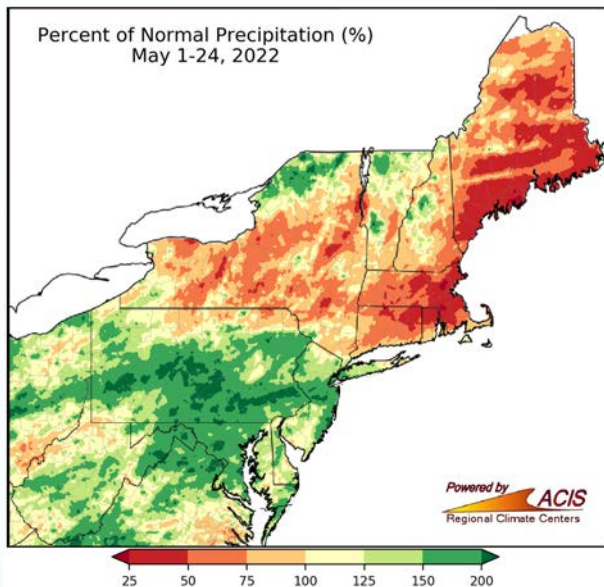 Percent of Normal Precipitation (%)
May 1-24, 2022
Powered by
ACIS
Regional Climate Centers
25 50 75 100 125 150 200